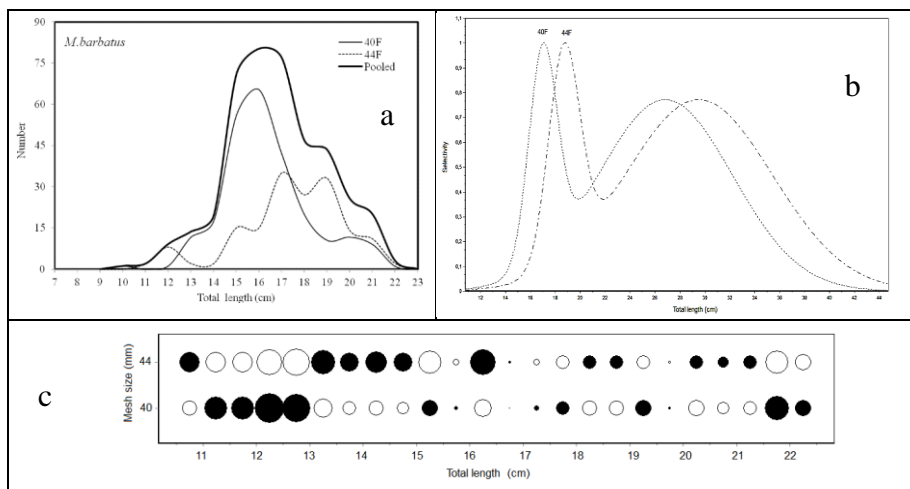 90
75
60
45
30
15
0
Number
M.barbatus
40F
44F
Pooled
a
7 8 9 10 11 12 13 14 15 16 17 18 19 20 21 22 23
Total length (cm)
1,1
1
0,9
0,8
0,7
0,6
0,5
0,4
0,3
0,2
0,1
0
Selectivity
40F 44F
b
12 14 16 18 20 22 24 26 28 30 32 34 36 38 40 42 44
Total length (cm)
c
Mesh size (mm)
44
40
11 12 13 14 15 16 17 18 19 20 21 22
Total length (cm)